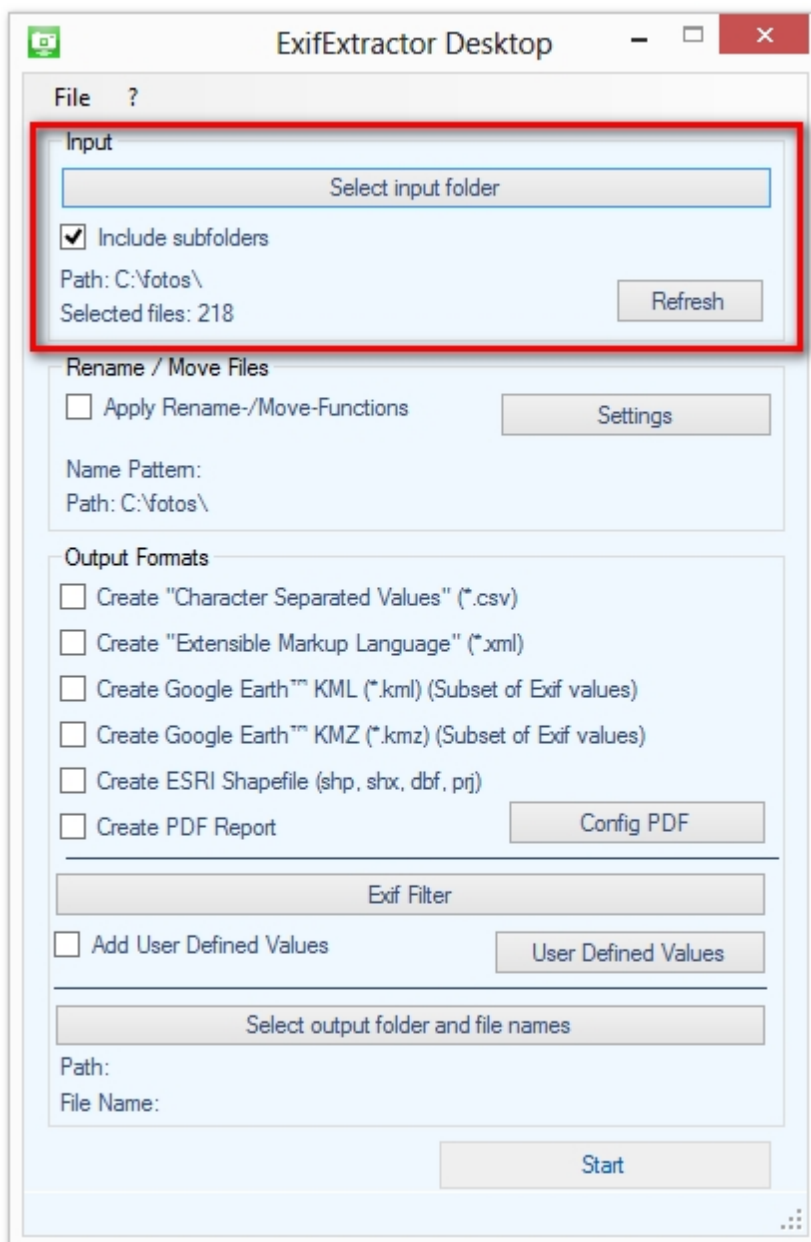 ExifExtractor Desktop
File ?
Input
Select input folder
Include subfolders
Path: C:\fotos\
Selected files: 218
Refresh
Rename / Move Files
Apply Rename-/Move-Functions
Settings
Name Pattern:
Path: C:\fotos\
Output Formats
Create "Character Separated Values" (*.csv)
Create "Extensible Markup Language" (*.xml)
Create Google Earth™ KML (*.kml) (Subset of Exif values)
Create Google Earth™ KMZ (*.kmz) (Subset of Exif values)
Create ESRI Shapefile (shp, shx, dbf, prj)
Create PDF Report
Config PDF
Exif Filter
Add User Defined Values
User Defined Values
Select output folder and file names
Path:
File Name:
Start